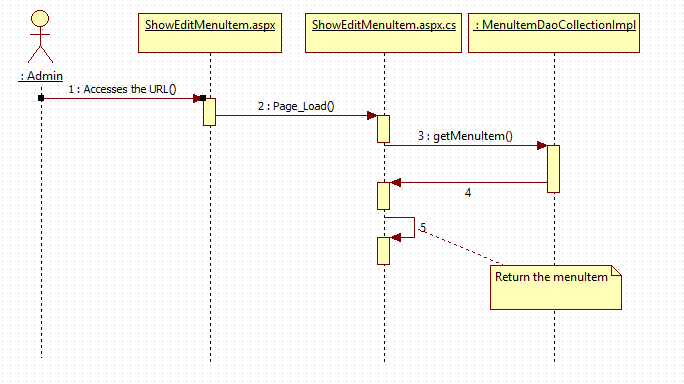 ShowEditMenuItem.aspx
ShowEditMenuItem.aspx.cs
: MenuItemDaoCollectionImpl
: Admin
1 : Accesses the URL()
2 : Page_Load()
3 : getMenuItem()
4
5
Return the menuItem